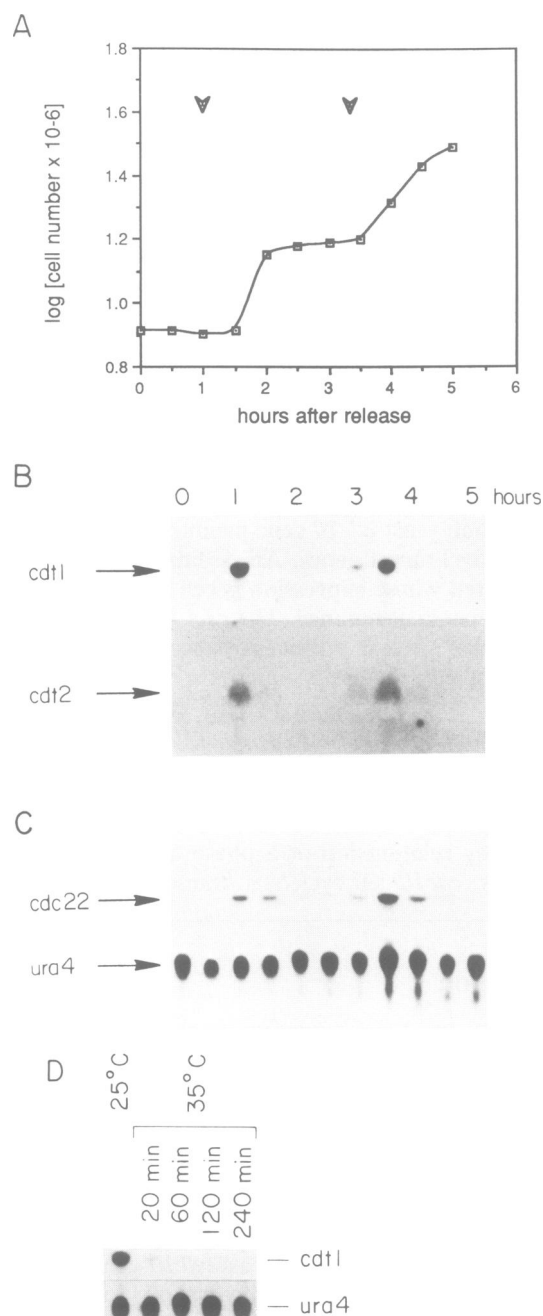 A
1.8
1.6
1.4
1.2
1.0
0.8
log [cell number x 10-6]
0 1 2 3 4 5 6
hours after release
B
0 1 2 3 4 5 hours
cdt1
cdt2
C
cdc22
ura4
D
25°C
35°C
20 min
60 min
120 min
240 min
cdt1
ura4